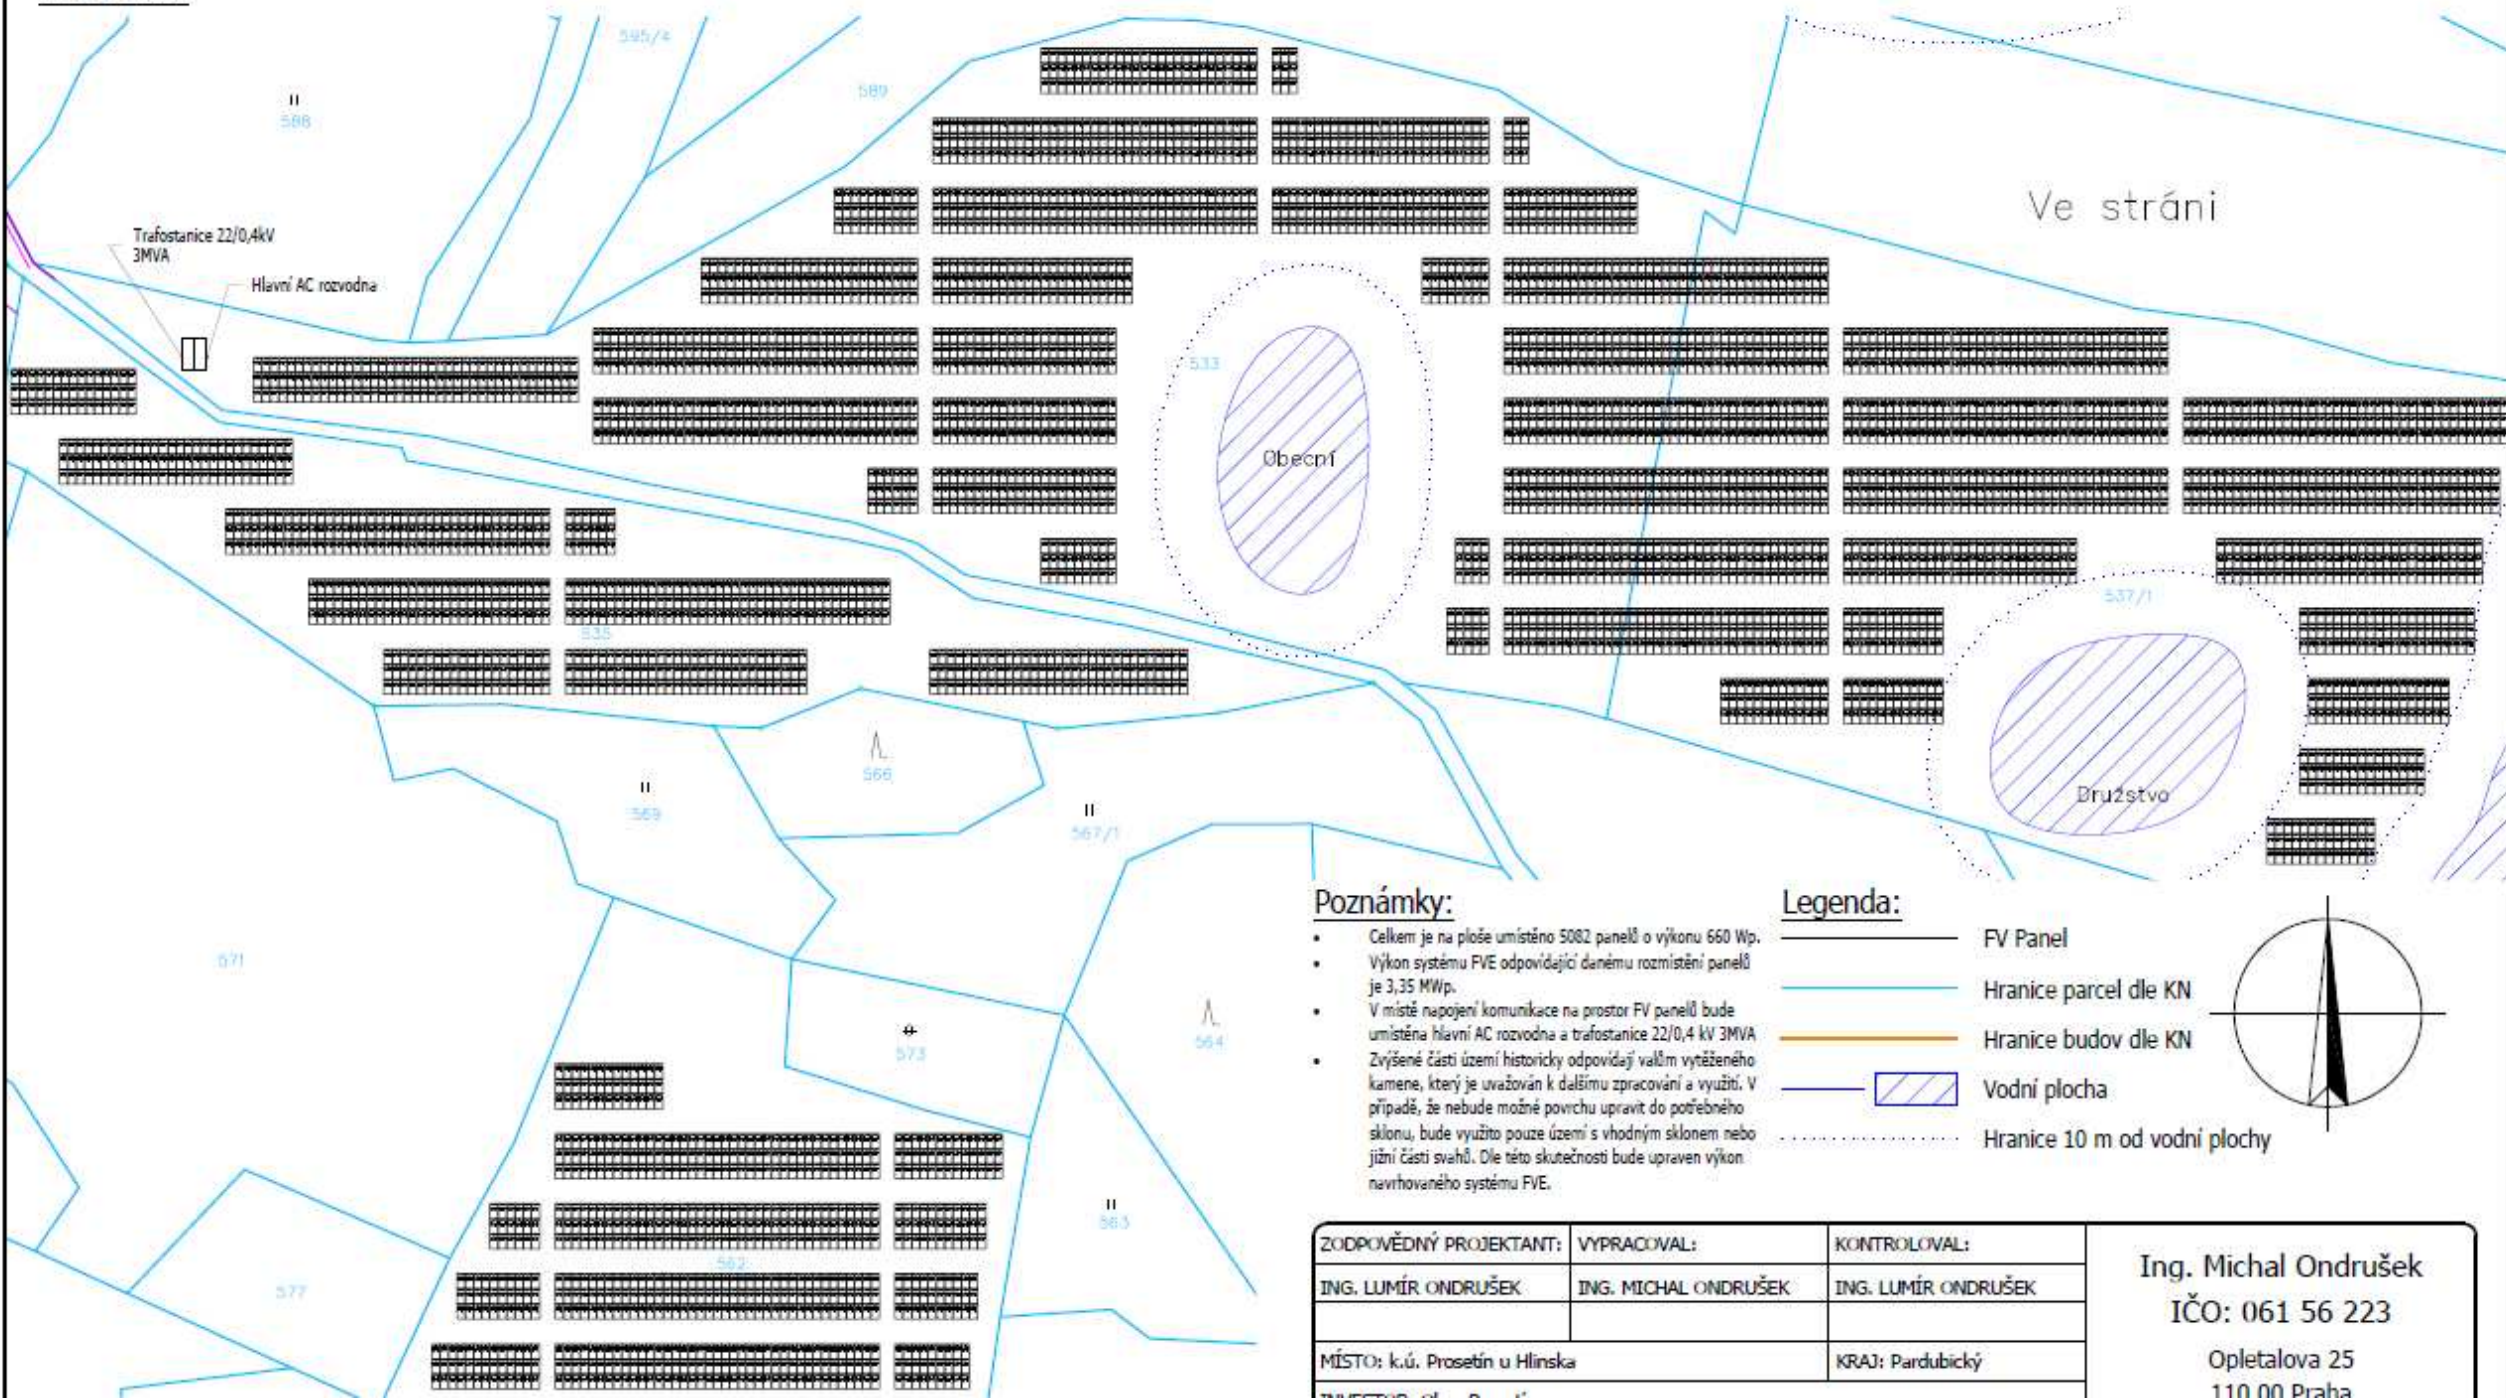 595/4
589
II
588
Ve stráni
Trafostanice 22/0,4kV
3MVA
Hlavní AC rozvodna
533
Obecní
537/1
535
Družstvo
566
II
569
II
567/1
571
573
564
II
563
562
577
Poznámky:
• Celkem je na ploše umístěno 5082 panelů o výkonu 660 Wp.
• Výkon systému FVE odpovídající danému rozmístění panelů
je 3,35 MWp.
• V místě napojení komunikace na prostor FV panelů bude
umístěna hlavní AC rozvodna a trafostanice 22/0,4 kV 3MVA
• Zvýšené části území historicky odpovídají valům vytěženého
kamene, který je uvažován k dalšímu zpracování a využití. V
případě, že nebude možné povrchu upravit do potřebného
sklonu, bude využito pouze území s vhodným sklonem nebo
jižní části svahů. Dle této skutečnosti bude upraven výkon
navrhovaného systému FVE.
Legenda:
FV Panel
Hranice parcel dle KN
Hranice budov dle KN
Vodní plocha
Hranice 10 m od vodní plochy
ZODPOVĚDNÝ PROJEKTANT: VYPRACOVAL: KONTROLOVAL:
ING. LUMÍR ONDRUŠEK ING. MICHAL ONDRUŠEK ING. LUMÍR ONDRUŠEK
MÍSTO: k.ú. Prosetín u Hlinska KRAJ: Pardubický
Ing. Michal Ondrušek
IČO: 061 56 223
Opletalova 25
110 00 Praha